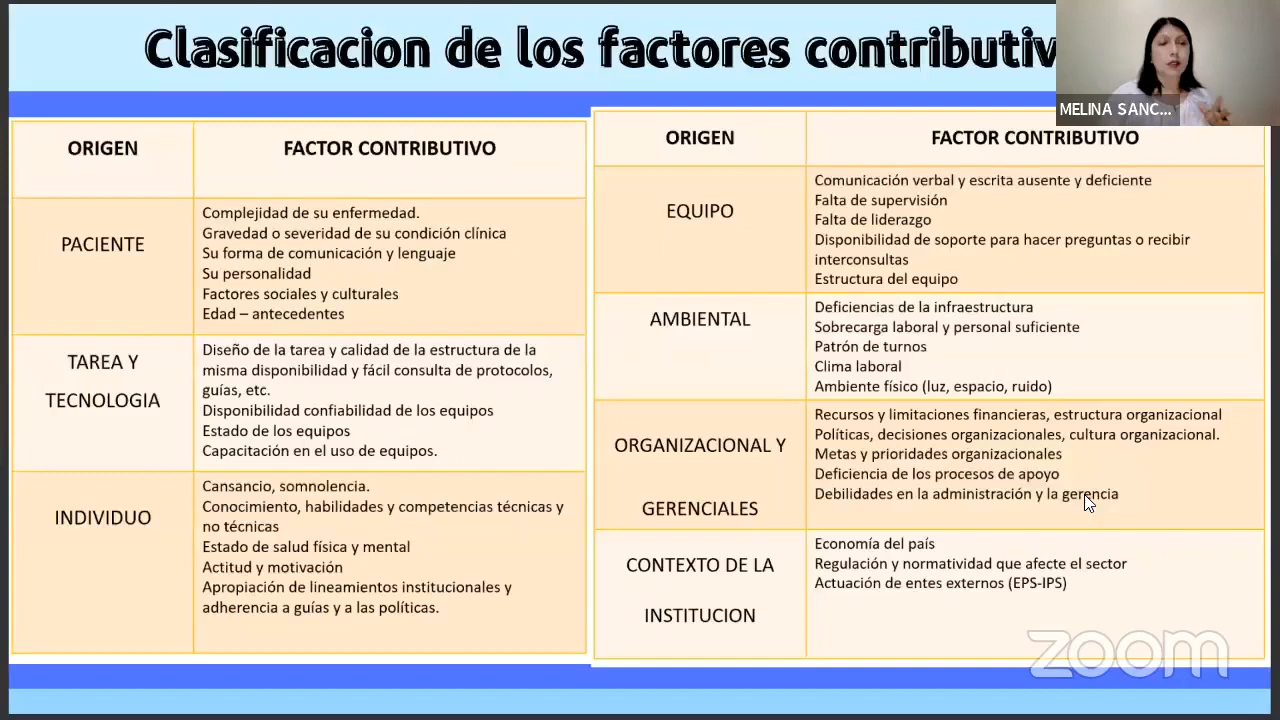 Clasificacion de los factores contributiv
MELINA SANC...
ORIGEN
FACTOR CONTRIBUTIVO
PACIENTE
Complejidad de su enfermedad.
Gravedad o severidad de su condición clínica
Su forma de comunicación y lenguaje
Su personalidad
Factores sociales y culturales
Edad – antecedentes
TAREA Y
TECNOLOGIA
Diseño de la tarea y calidad de la estructura de la
misma disponibilidad y fácil consulta de protocolos,
guías, etc.
Disponibilidad confiabilidad de los equipos
Estado de los equipos
Capacitación en el uso de equipos.
INDIVIDUO
Cansancio, somnolencia.
Conocimiento, habilidades y competencias técnicas y
no técnicas
Estado de salud física y mental
Actitud y motivación
Apropiación de lineamientos institucionales y
adherencia a guías y a las políticas.
ORIGEN
FACTOR CONTRIBUTIVO
EQUIPO
Comunicación verbal y escrita ausente y deficiente
Falta de supervisión
Falta de liderazgo
Disponibilidad de soporte para hacer preguntas o recibir
interconsultas
Estructura del equipo
AMBIENTAL
Deficiencias de la infraestructura
Sobrecarga laboral y personal suficiente
Patrón de turnos
Clima laboral
Ambiente físico (luz, espacio, ruido)
ORGANIZACIONAL Y
GERENCIALES
Recursos y limitaciones financieras, estructura organizacional
Políticas, decisiones organizacionales, cultura organizacional.
Metas y prioridades organizacionales
Deficiencia de los procesos de apoyo
Debilidades en la administración y la gerencia
CONTEXTO DE LA
INSTITUCION
Economía del país
Regulación y normatividad que afecte el sector
Actuación de entes externos (EPS-IPS)
zoom